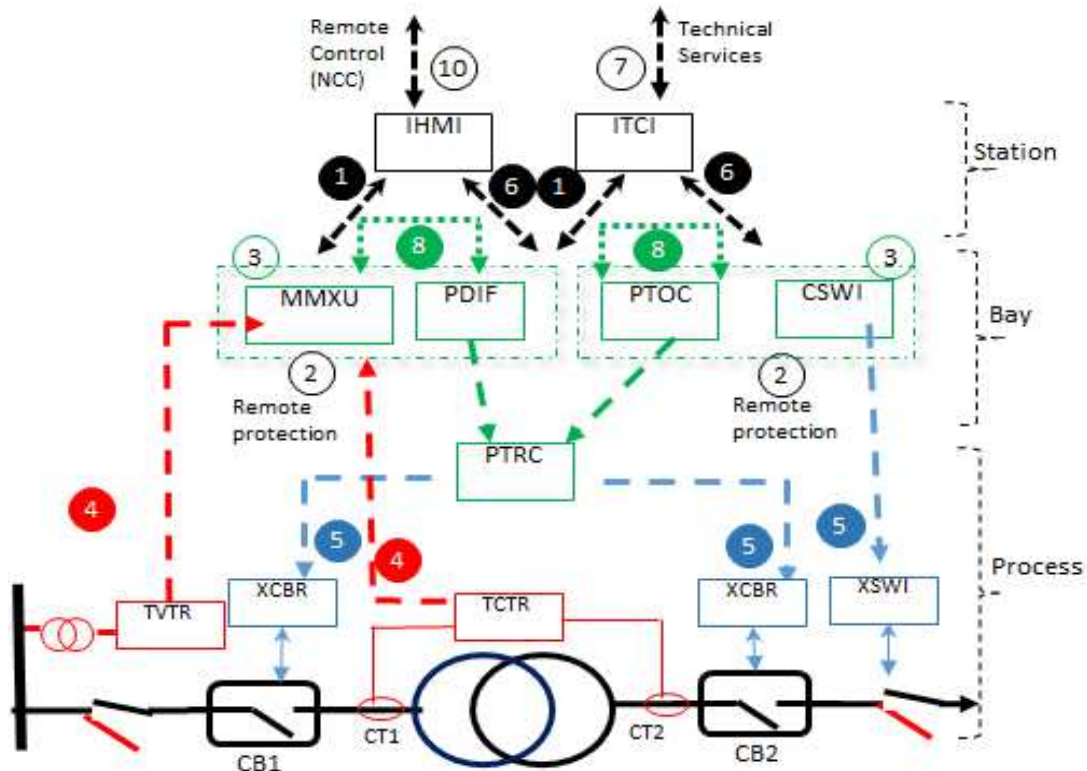 Remote
Control
(NCC)
10
7
Technical
Services
IHMI
ITCI
Station
1
6
1
6
3
8
8
3
MMXU
PDIF
PTOC
CSWI
Bay
2
2
Remote
protection
Remote
protection
PTRC
4
5
4
5
5
Process
TVTR
XCBR
TCTR
XCBR
XSWI
CT1
CT2
CB1
CB2